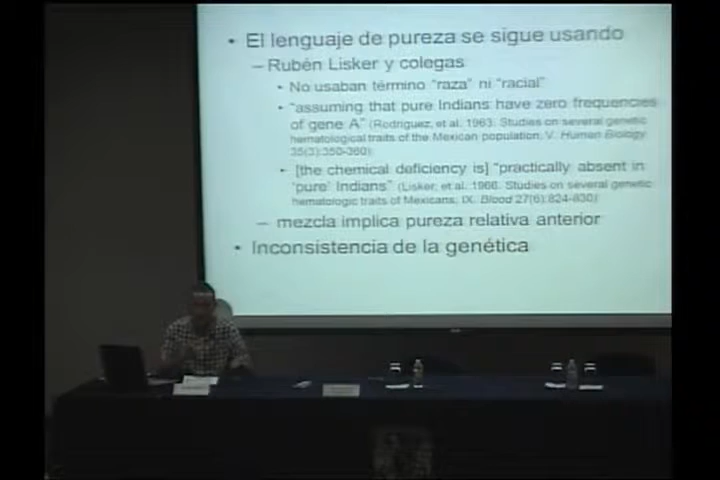 • El lenguaje de pureza se sigue usando
– Rubén Lisker y colegas
• No usaban término "raza" ni "racial"
• "assuming that pure Indians have zero frequencies
of gene A" (Rodriguez, et al. 1963. Studies on several genetic
hematological traits of the Mexican population, V. Human Biology
35(3):350-360)
• [the chemical deficiency is] "practically absent in
'pure' Indians" (Lisker, et al. 1966. Studies on several genetic
hematologic traits of Mexicans, IX. Blood 27(6):824-830)
– mezcla implica pureza relativa anterior
• Inconsistencia de la genética